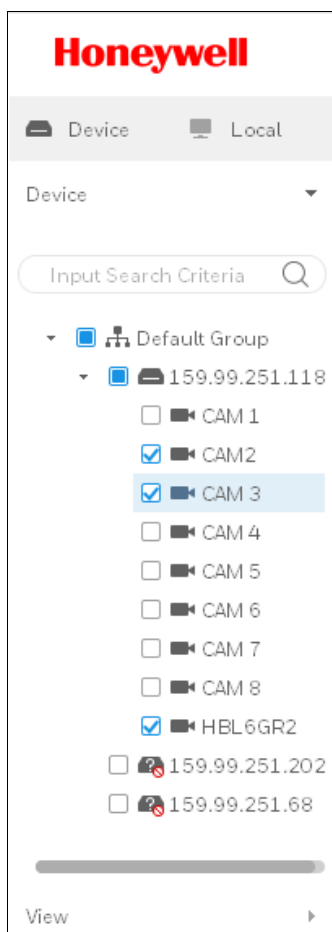 Honeywell
Device Local
Device
Input Search Criteria
Default Group
159.99.251.118
CAM 1
CAM2
CAM 3
CAM 4
CAM 5
CAM 6
CAM 7
CAM 8
HBL6GR2
159.99.251.202
159.99.251.68
View